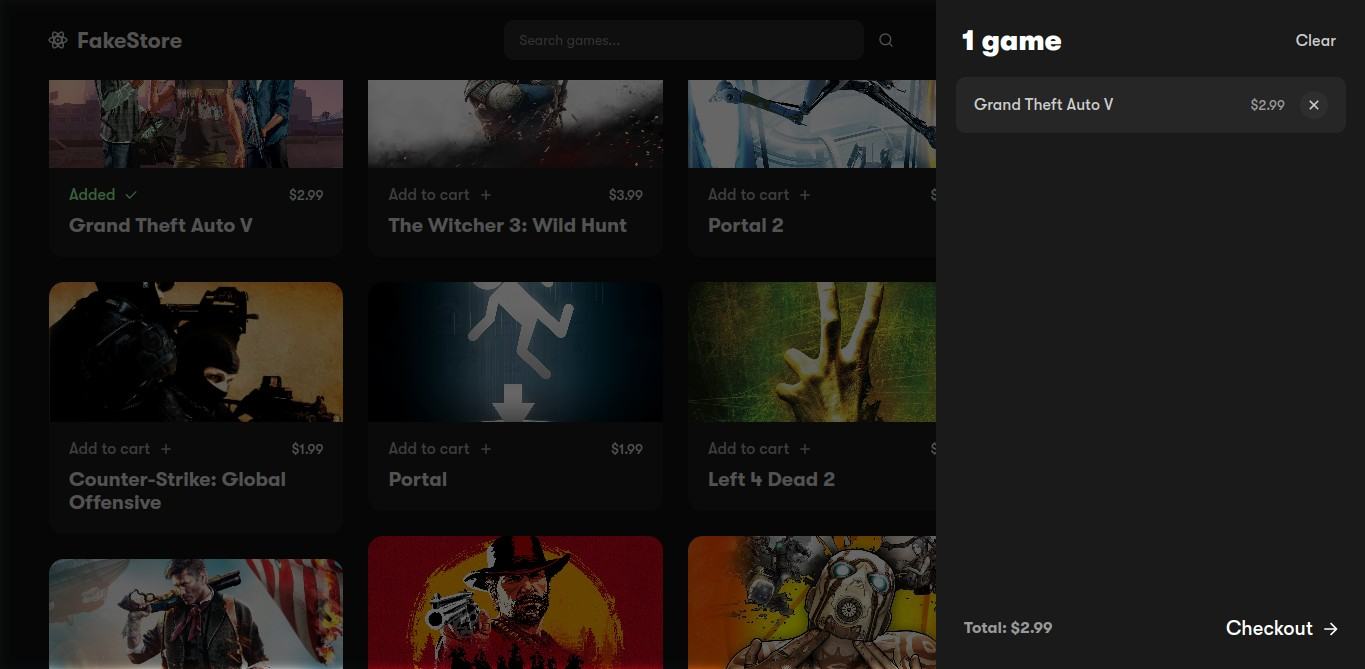 FakeStore
Search games...
Added
$2.99
Grand Theft Auto V
Add to cart +
$3.99
The Witcher 3: Wild Hunt
Add to cart +
$
Portal 2
Add to cart +
$1.99
Counter-Strike: Global
Offensive
Add to cart +
$1.99
Portal
Add to cart +
$
Left 4 Dead 2
1 game
Clear
Grand Theft Auto V
$2.99
Total: $2.99
Checkout →